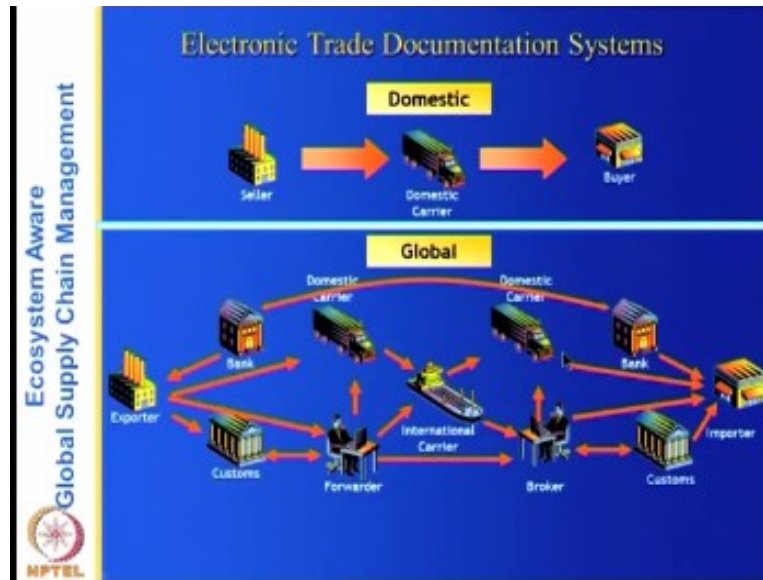 Electronic Trade Documentation Systems
Domestic
Seller
Domestic
Carrier
Buyer
Global
Domestic
Carrier
Domestic
Carrier
Bank
Bank
Exporter
International
Carrier
Importer
Customs
Forwarder
Broker
Customs
Ecosystem Aware
Global Supply Chain Management
NPTEL